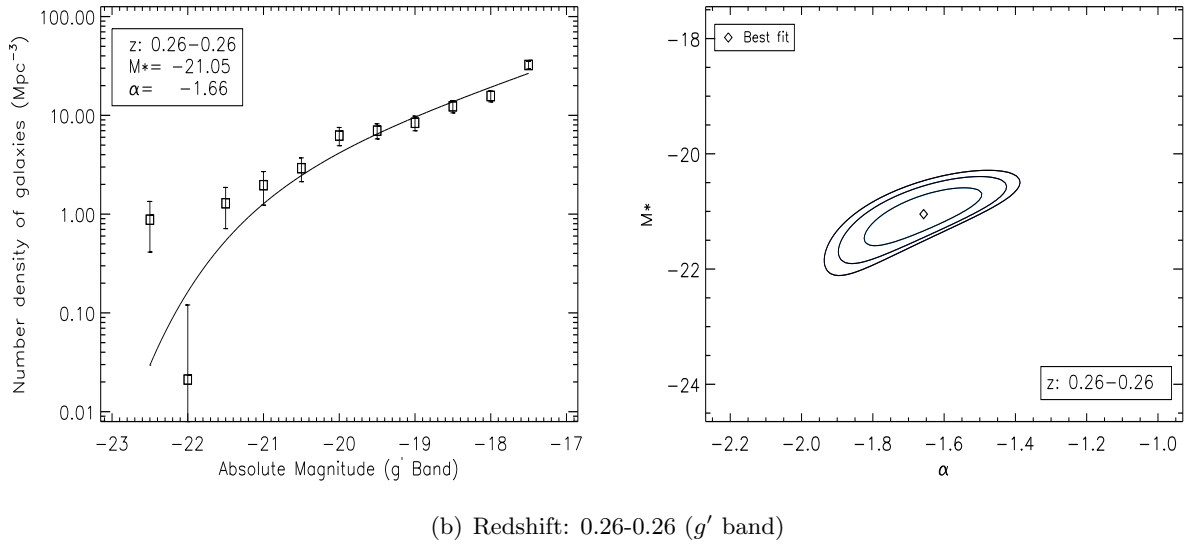 100.00
10.00
1.00
0.10
0.01
Number density of galaxies (Mpc⁻³)
z: 0.26−0.26
M*= −21.05
α= −1.66
−23 −22 −21 −20 −19 −18 −17
Absolute Magnitude (g' Band)
−18
−20
−22
−24
M*
Best fit
z: 0.26−0.26
−2.2 −2.0 −1.8 −1.6 −1.4 −1.2 −1.0
α
(b) Redshift: 0.26-0.26 (g′ band)